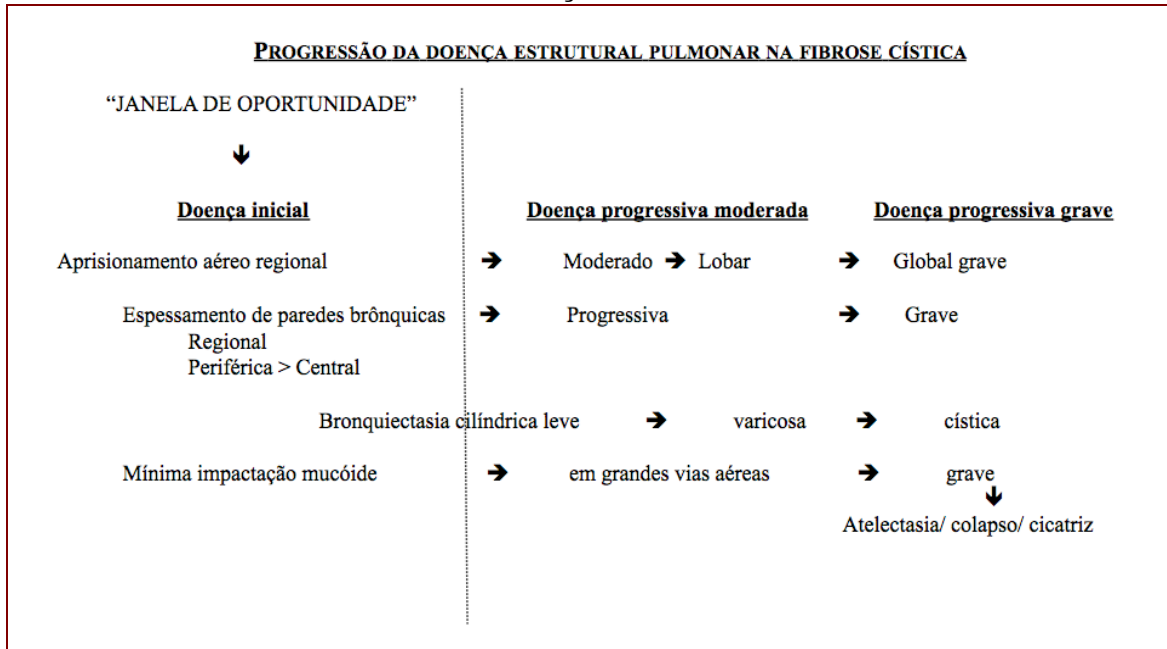 PROGRESSÃO DA DOENÇA ESTRUTURAL PULMONAR NA FIBROSE CÍSTICA
“JANELA DE OPORTUNIDADE”
Doença inicial Doença progressiva moderada Doença progressiva grave
Aprisionamento aéreo regional ➔ Moderado ➔ Lobar ➔ Global grave
Espessamento de paredes brônquicas ➔ Progressiva ➔ Grave
Regional
Periférica > Central
Bronquiectasia cilíndrica leve ➔ varicosa ➔ cística
Mínima impactação mucóide ➔ em grandes vias aéreas ➔ grave
Atelectasia/ colapso/ cicatriz